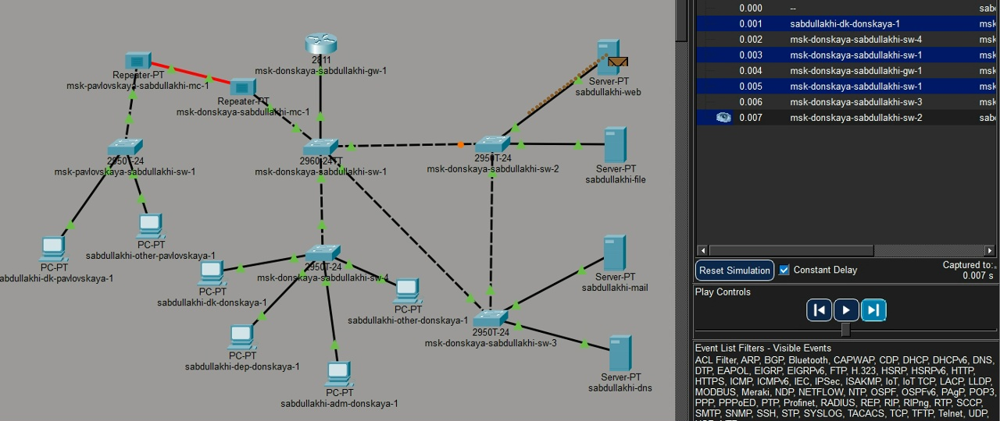 2811
msk-donskaya-sabdullakhi-gw-1
Repeater-PT
msk-pavlovskaya-sabdullakhi-mc-1
Repeater-PT
msk-donskaya-sabdullakhi-mc-1
Server-PT
sabdullakhi-web
2950T-24
msk-pavlovskaya-sabdullakhi-sw-1
2960-24TT
msk-donskaya-sabdullakhi-sw-1
2950T-24
msk-donskaya-sabdullakhi-sw-2
Server-PT
sabdullakhi-file
PC-PT
sabdullakhi-other-pavlovskaya-1
PC-PT
abdullakhi-dk-pavlovskaya-1
2950T-24
msk-donskaya-sabdullakhi-sw-4
PC-PT
sabdullakhi-dk-donskaya-1
PC-PT
sabdullakhi-other-donskaya-1
Server-PT
sabdullakhi-mail
2950T-24
msk-donskaya-sabdullakhi-sw-3
PC-PT
sabdullakhi-dep-donskaya-1
Server-PT
sabdullakhi-dns
PC-PT
sabdullakhi-adm-donskaya-1
0.000 -- sabd
0.001 sabdullakhi-dk-donskaya-1 msk
0.002 msk-donskaya-sabdullakhi-sw-4 msk
0.003 msk-donskaya-sabdullakhi-sw-1 msk
0.004 msk-donskaya-sabdullakhi-gw-1 msk
0.005 msk-donskaya-sabdullakhi-sw-1 msk
0.006 msk-donskaya-sabdullakhi-sw-3 msk
0.007 msk-donskaya-sabdullakhi-sw-2 sabd
Reset Simulation
Constant Delay
Captured to:
0.007 s
Play Controls
Event List Filters - Visible Events
ACL Filter, ARP, BGP, Bluetooth, CAPWAP, CDP, DHCP, DHCPv6, DNS,
DTP, EAPOL, EIGRP, EIGRPv6, FTP, H.323, HSRP, HSRPv6, HTTP,
HTTPS, ICMP, ICMPv6, IEC, IPSec, ISAKMP, IoT, IoT TCP, LACP, LLDP,
MODBUS, Meraki, NDP, NETFLOW, NTP, OSPF, OSPFv6, PAgP, POP3,
PPP, PPPoED, PTP, Profinet, RADIUS, REP, RIP, RIPng, RTP, SCCP,
SMTP, SNMP, SSH, STP, SYSLOG, TACACS, TCP, TFTP, Telnet, UDP,